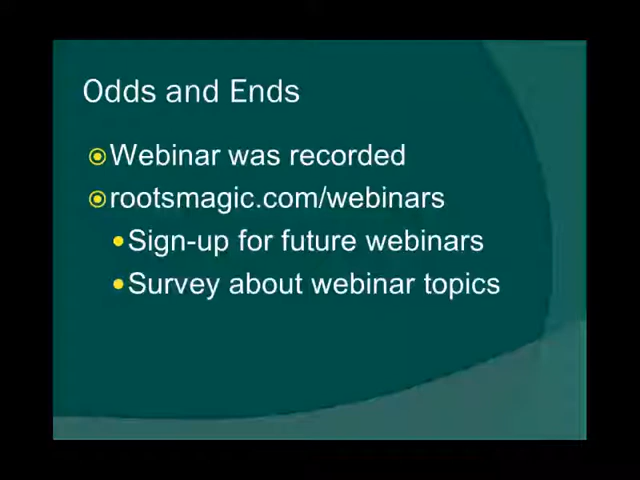 Odds and Ends
Webinar was recorded
rootsmagic.com/webinars
Sign-up for future webinars
Survey about webinar topics